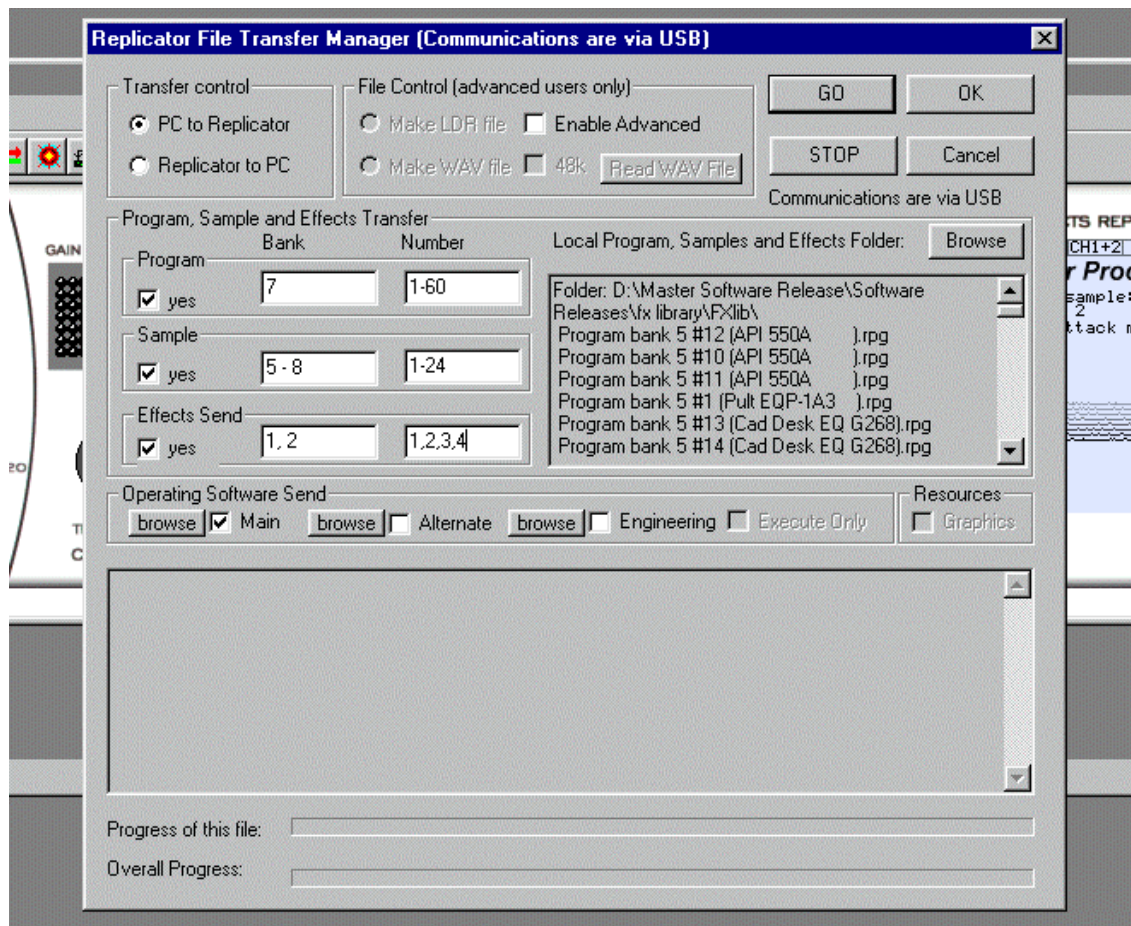 Replicator File Transfer Manager (Communications are via USB)
Transfer control
PC to Replicator
Replicator to PC
File Control (advanced users only)
Make LDR file Enable Advanced
Make WAV file 48k Read WAV File
GO OK
STOP Cancel
Communications are via USB
Program, Sample and Effects Transfer
Bank Number
Program
yes 7 1-60
Sample
yes 5 - 8 1-24
Effects Send
yes 1, 2 1,2,3,4
Local Program, Samples and Effects Folder: Browse
Folder: D:\Master Software Release\Software
Releases\fx library\FXlib\
Program bank 5 #12 (API 550A ).rpg
Program bank 5 #10 (API 550A ).rpg
Program bank 5 #11 (API 550A ).rpg
Program bank 5 #1 (Pult EQP-1A3 ).rpg
Program bank 5 #13 (Cad Desk EQ G268).rpg
Program bank 5 #14 (Cad Desk EQ G268).rpg
Operating Software Send
browse Main browse Alternate browse Engineering Execute Only
Resources
Graphics
Progress of this file:
Overall Progress:
GAIN
20
CTS REP
CH1+2
r Proc
sample:
2
ttack m